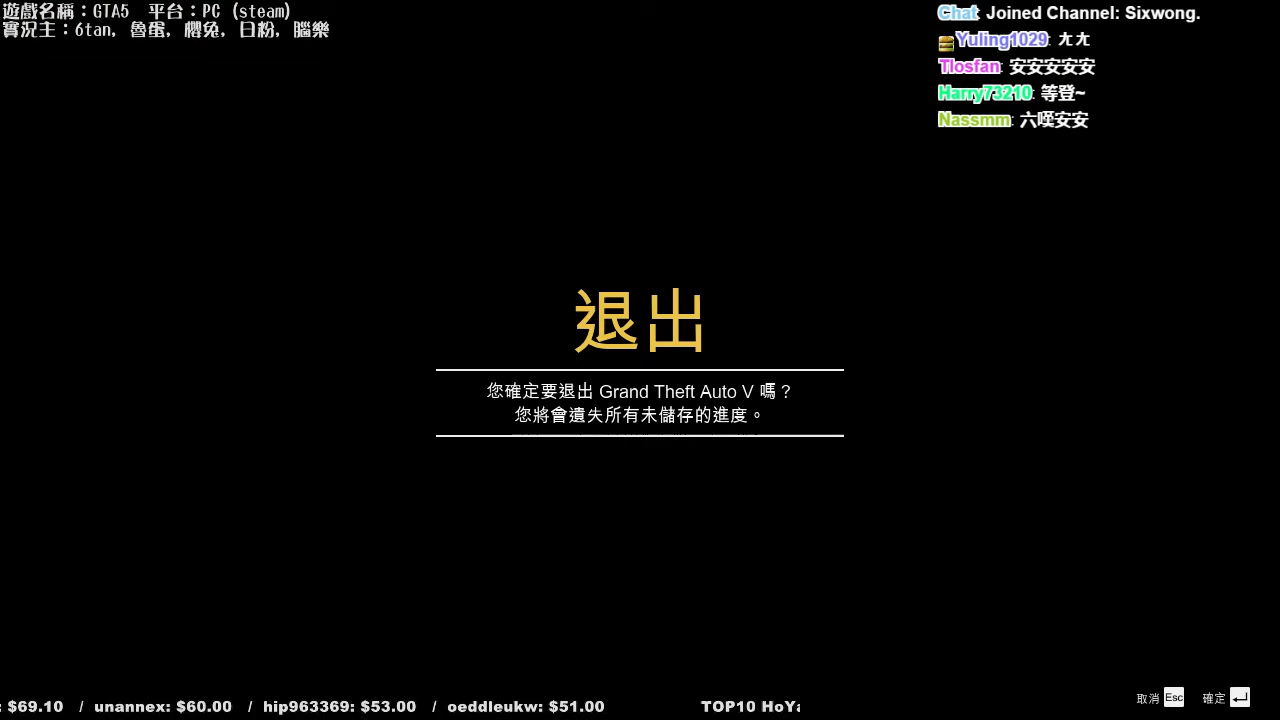 遊戲名稱：GTA5 平台：PC (steam)
實況主：6tan, 魯蛋, 櫻兔, 日粉, 腦樂
Chat: Joined Channel: Sixwong.
Yuling1029: ㄤㄤ
Tlosfan: 安安安安安
Harry73210: 等登~
Nassmm: 六嘆安安
退出
您確定要退出 Grand Theft Auto V 嗎？
您將會遺失所有未儲存的進度。
取消 Esc 確定
: $69.10 / unannex: $60.00 / hip963369: $53.00 / oeddleukw: $51.00 TOP10 HoYa